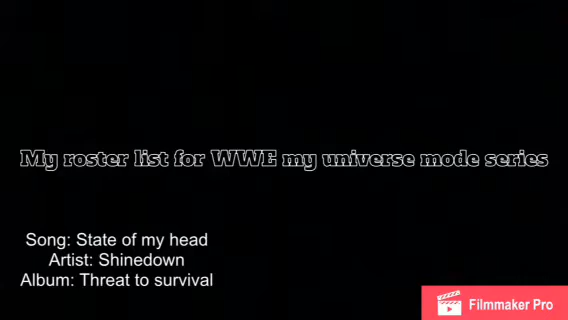 My roster list for WWE my universe mode series
Song: State of my head
Artist: Shinedown
Album: Threat to survival
Filmmaker Pro